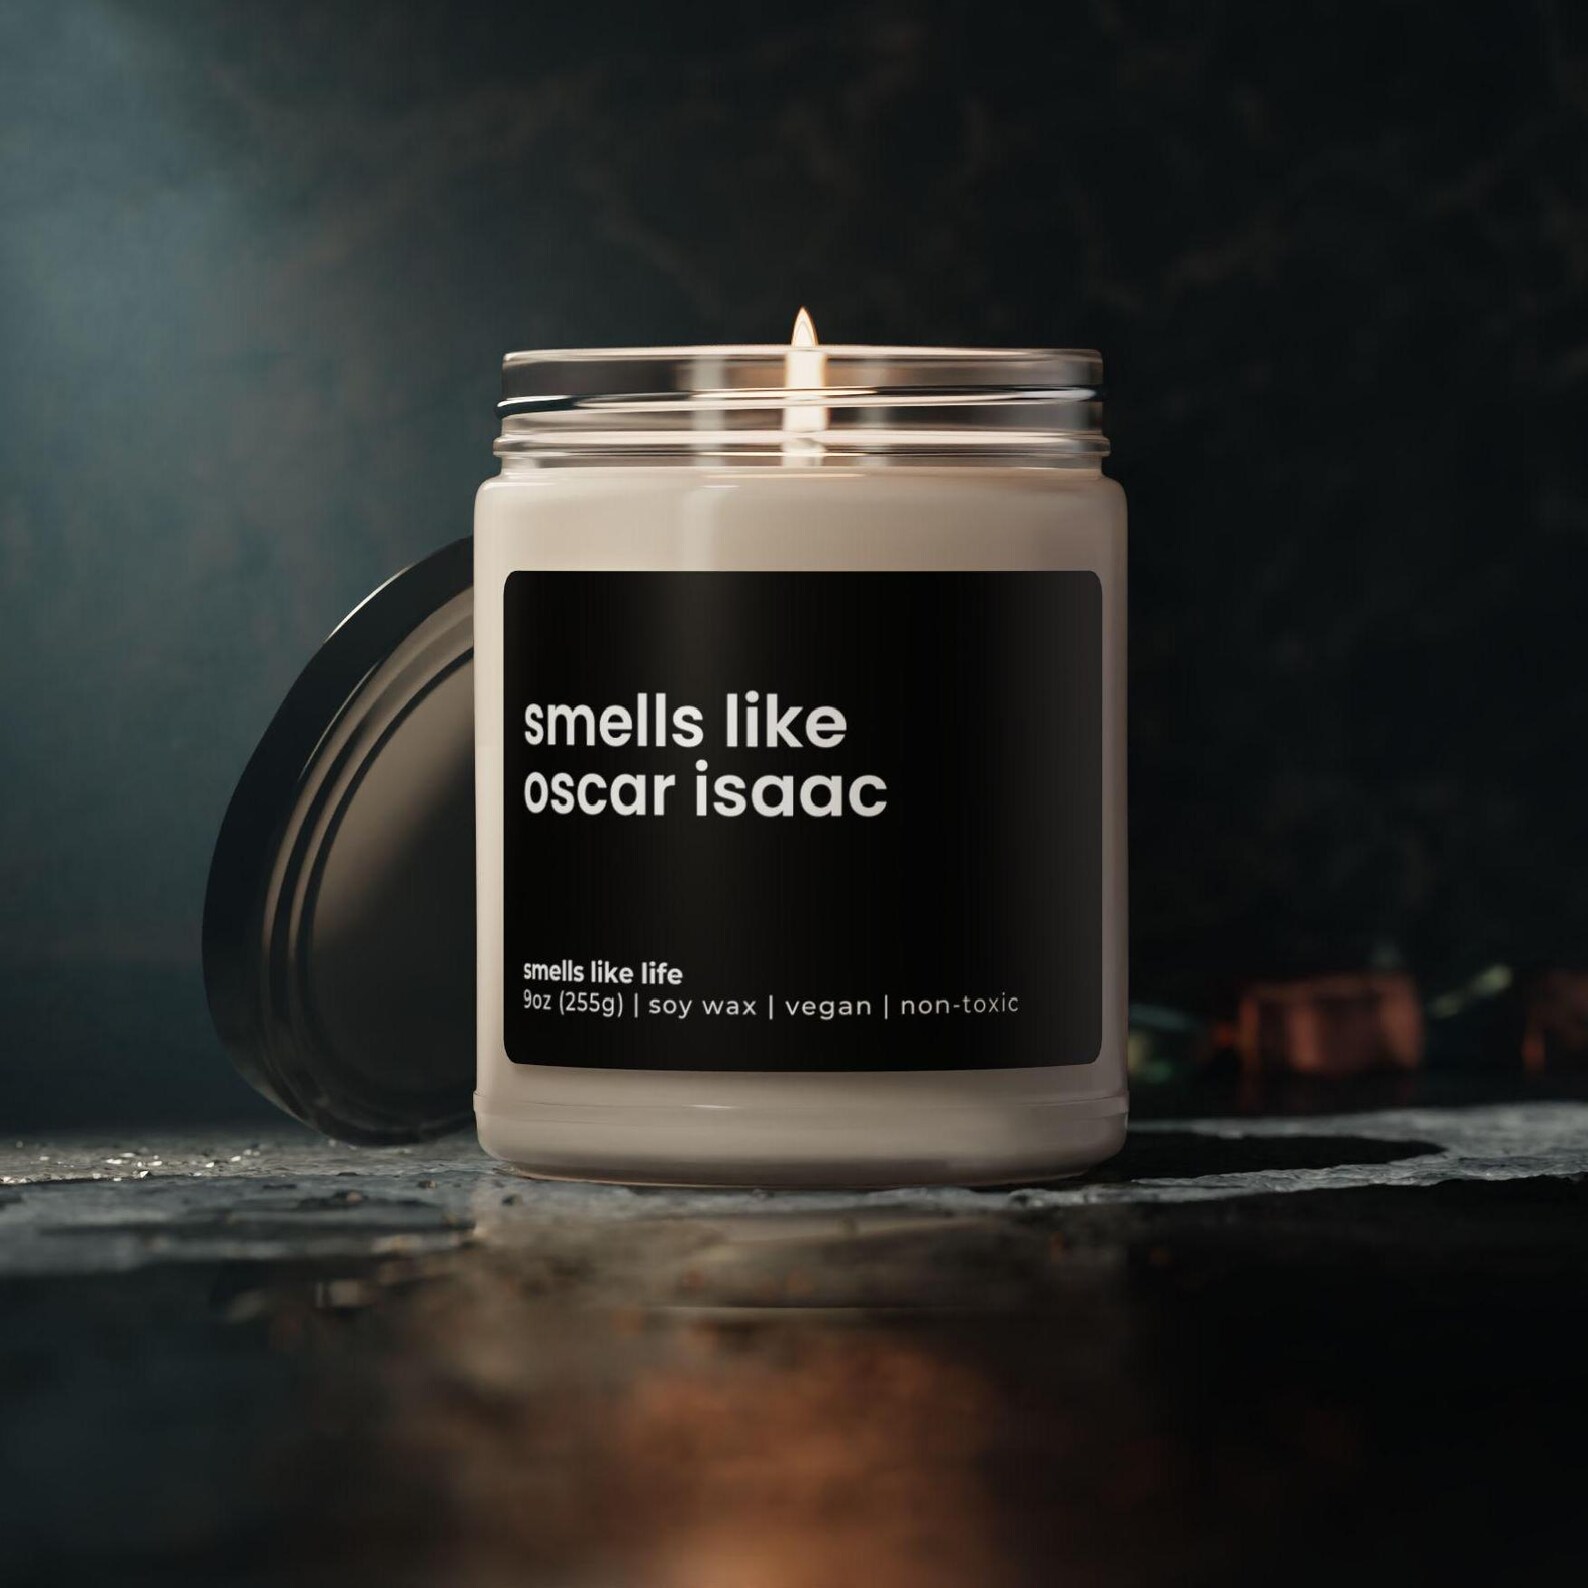 smells like
oscar isaac
smells like life
9oz (255g) | soy wax | vegan | non-toxic